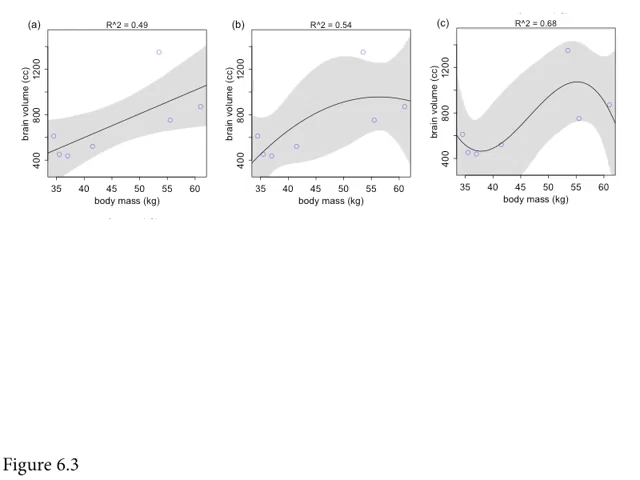 (a) R^2 = 0.49
brain volume (cc)
400 800 1200
35 40 45 50 55 60
body mass (kg)
(b) R^2 = 0.54
brain volume (cc)
400 800 1200
35 40 45 50 55 60
body mass (kg)
(c) R^2 = 0.68
brain volume (cc)
400 800 1200
35 40 45 50 55 60
body mass (kg)
Figure 6.3